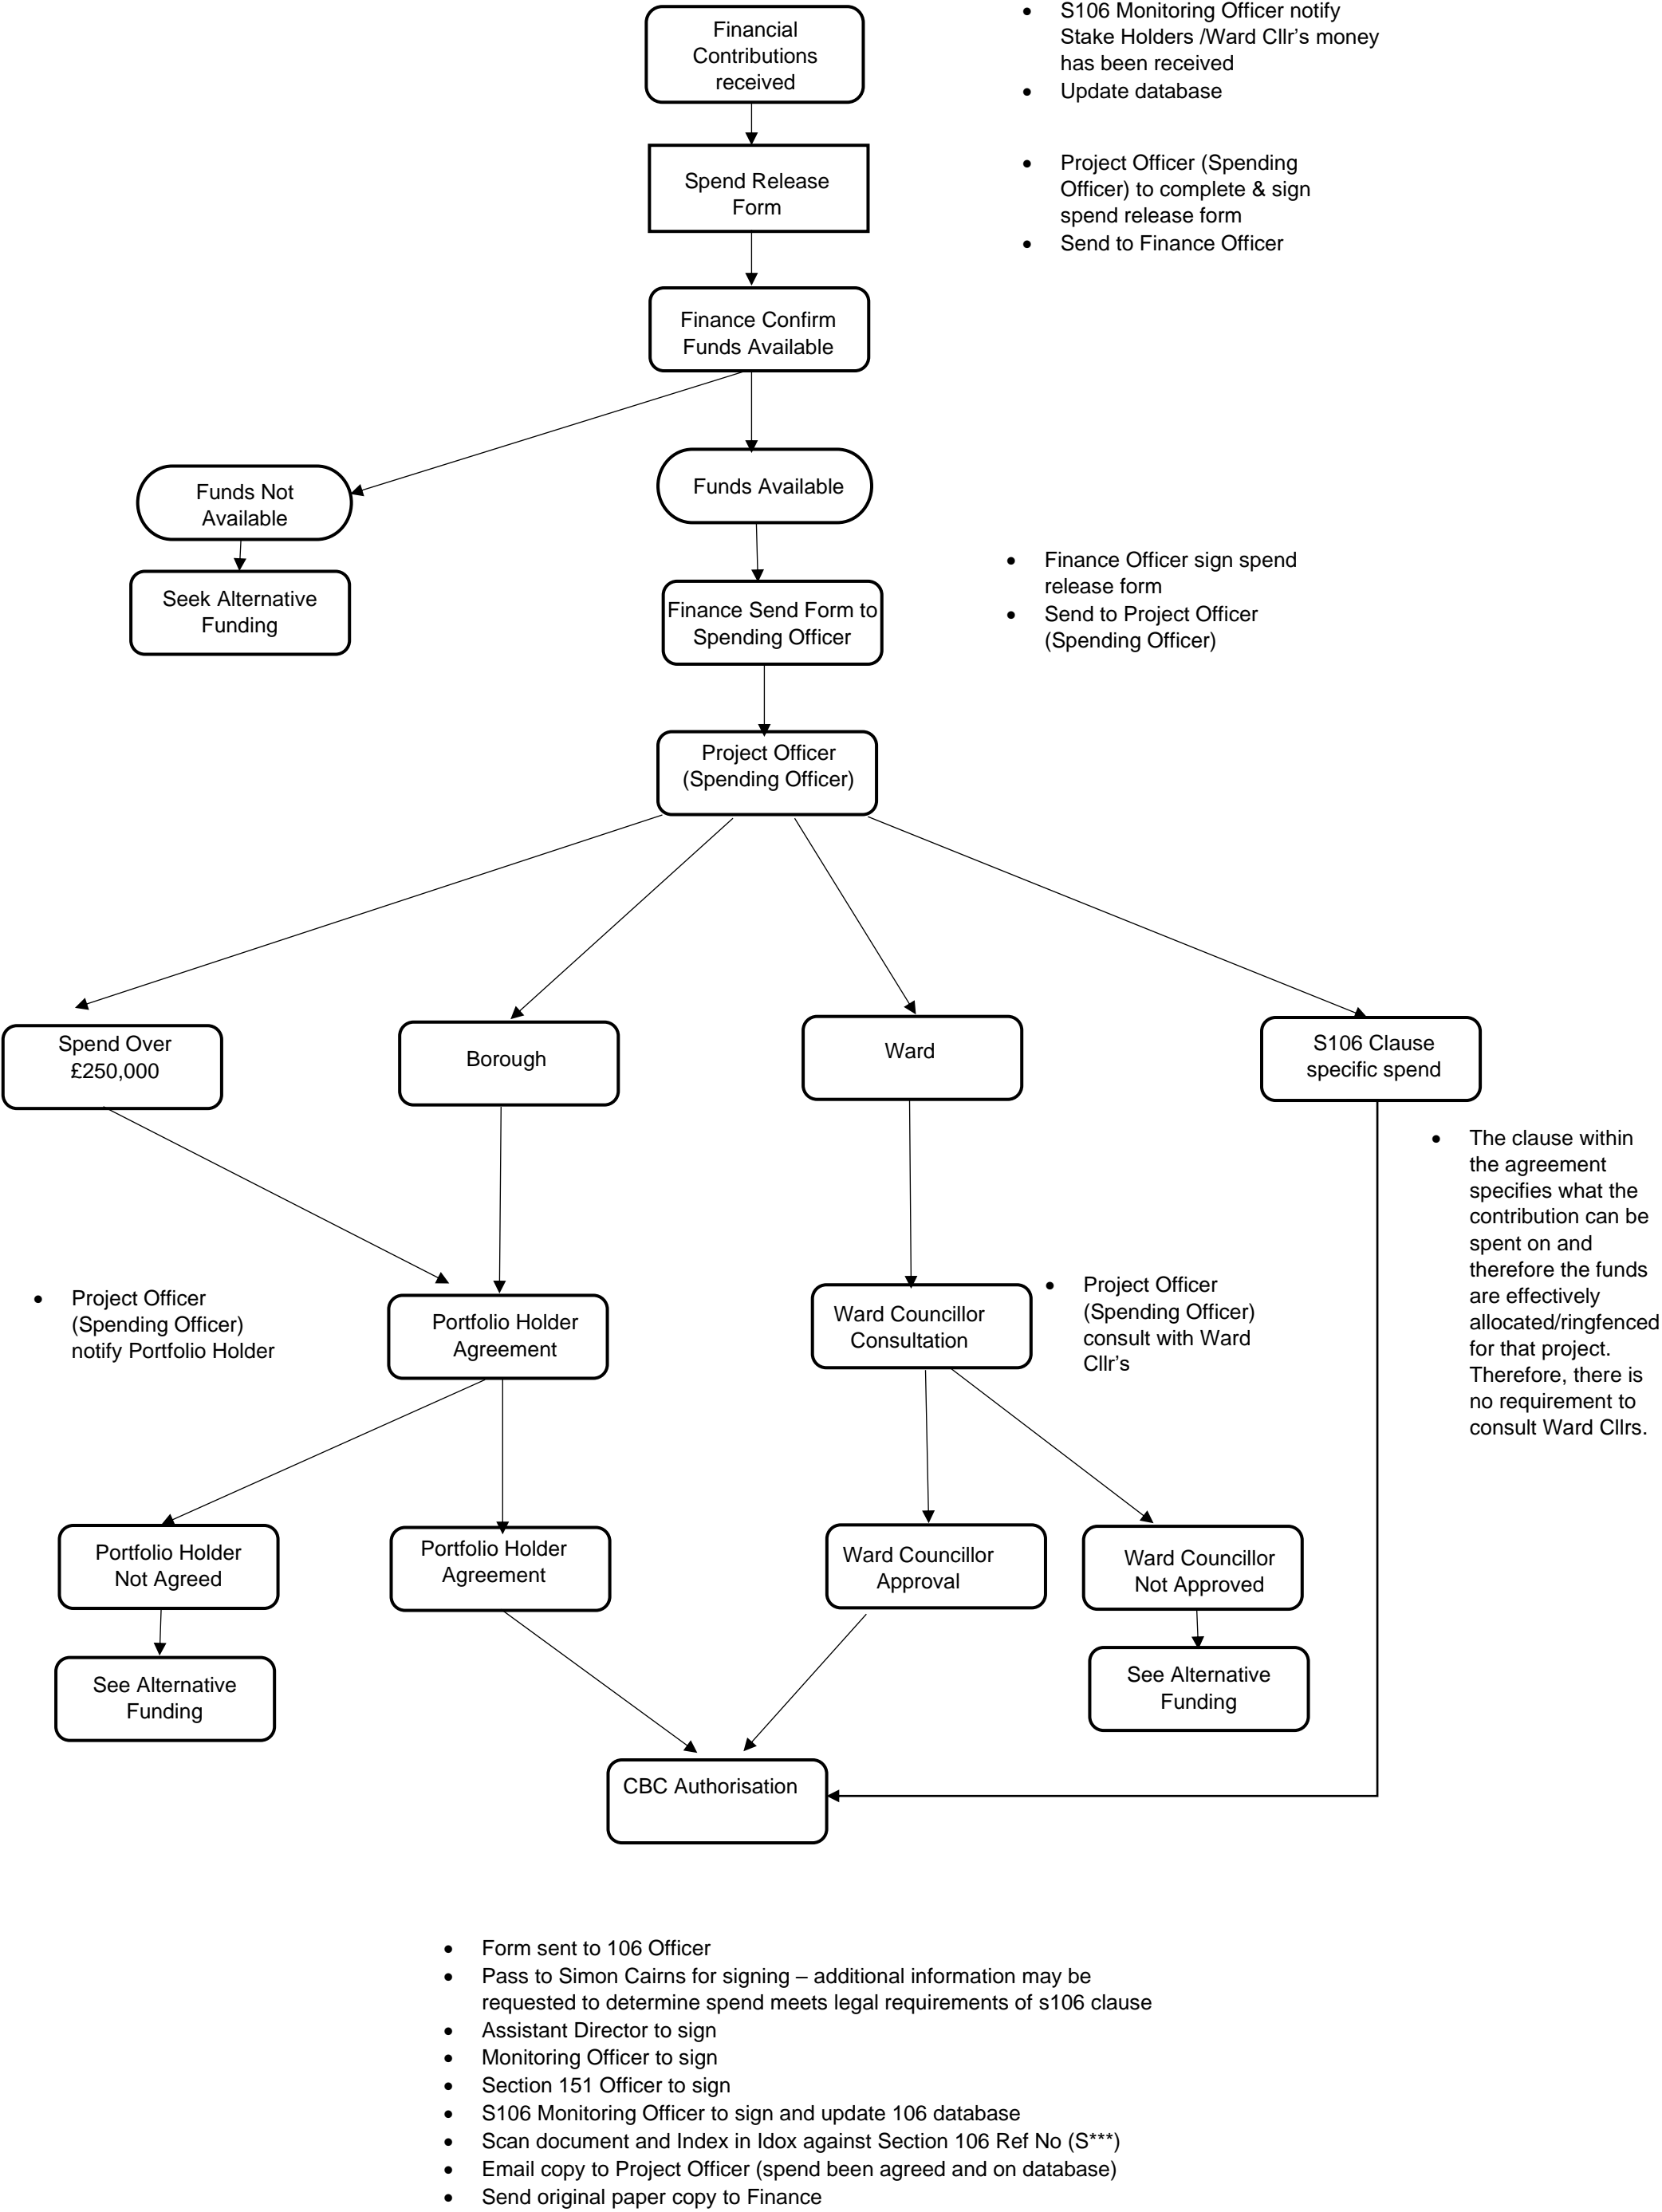 Financial
Contributions
received
• S106 Monitoring Officer notify
Stake Holders /Ward Cllr's money
has been received
• Update database
Spend Release
Form
• Project Officer (Spending
Officer) to complete & sign
spend release form
• Send to Finance Officer
Finance Confirm
Funds Available
Funds Not
Available
Funds Available
Seek Alternative
Funding
Finance Send Form to
Spending Officer
• Finance Officer sign spend
release form
• Send to Project Officer
(Spending Officer)
Project Officer
(Spending Officer)
Spend Over
£250,000
Borough
Ward
S106 Clause
specific spend
• The clause within
the agreement
specifies what the
contribution can be
spent on and
therefore the funds
are effectively
allocated/ringfenced
for that project.
Therefore, there is
no requirement to
consult Ward Cllrs.
• Project Officer
(Spending Officer)
notify Portfolio Holder
Portfolio Holder
Agreement
Ward Councillor
Consultation
• Project Officer
(Spending Officer)
consult with Ward
Cllr's
Portfolio Holder
Not Agreed
Portfolio Holder
Agreement
Ward Councillor
Approval
Ward Councillor
Not Approved
See Alternative
Funding
See Alternative
Funding
CBC Authorisation
• Form sent to 106 Officer
• Pass to Simon Cairns for signing – additional information may be
requested to determine spend meets legal requirements of s106 clause
• Assistant Director to sign
• Monitoring Officer to sign
• Section 151 Officer to sign
• S106 Monitoring Officer to sign and update 106 database
• Scan document and Index in Idox against Section 106 Ref No (S***)
• Email copy to Project Officer (spend been agreed and on database)
• Send original paper copy to Finance